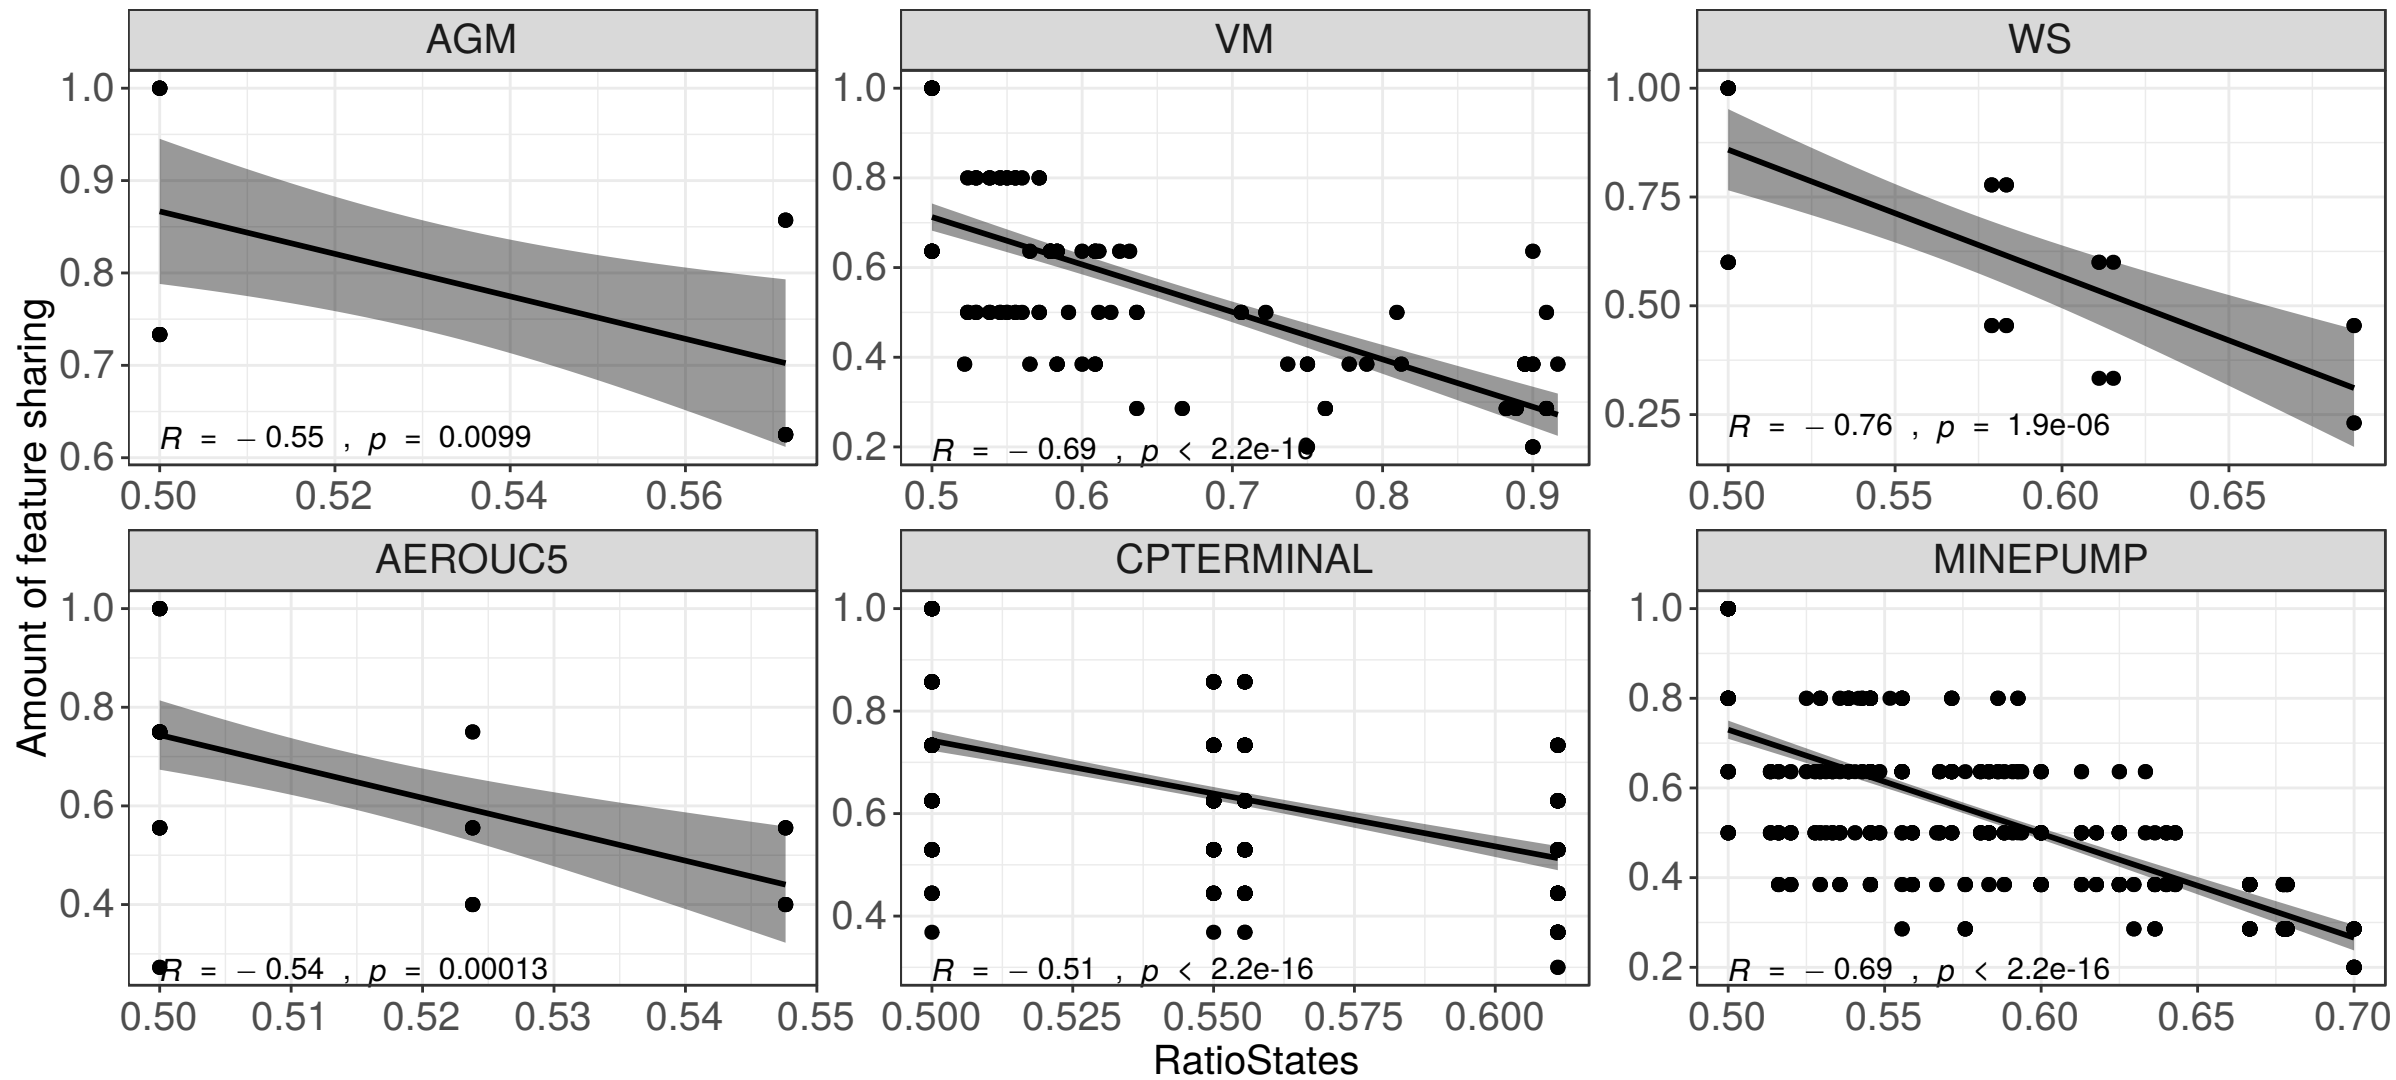 AGM
VM
WS
1.0
0.9
0.8
0.7
0.6
R = − 0.55 , p = 0.0099
0.50 0.52 0.54 0.56
1.0
0.8
0.6
0.4
0.2
R = − 0.69 , p < 2.2e-16
0.5 0.6 0.7 0.8 0.9
1.00
0.75
0.50
0.25
R = − 0.76 , p = 1.9e-06
0.50 0.55 0.60 0.65
Amount of feature sharing
AEROUC5
CPTERMINAL
MINEPUMP
1.0
0.8
0.6
0.4
R = − 0.54 , p = 0.00013
0.50 0.51 0.52 0.53 0.54 0.55
1.0
0.8
0.6
0.4
R = − 0.51 , p < 2.2e-16
0.500 0.525 0.550 0.575 0.600
1.0
0.8
0.6
0.4
0.2
R = − 0.69 , p < 2.2e-16
0.50 0.55 0.60 0.65 0.70
RatioStates